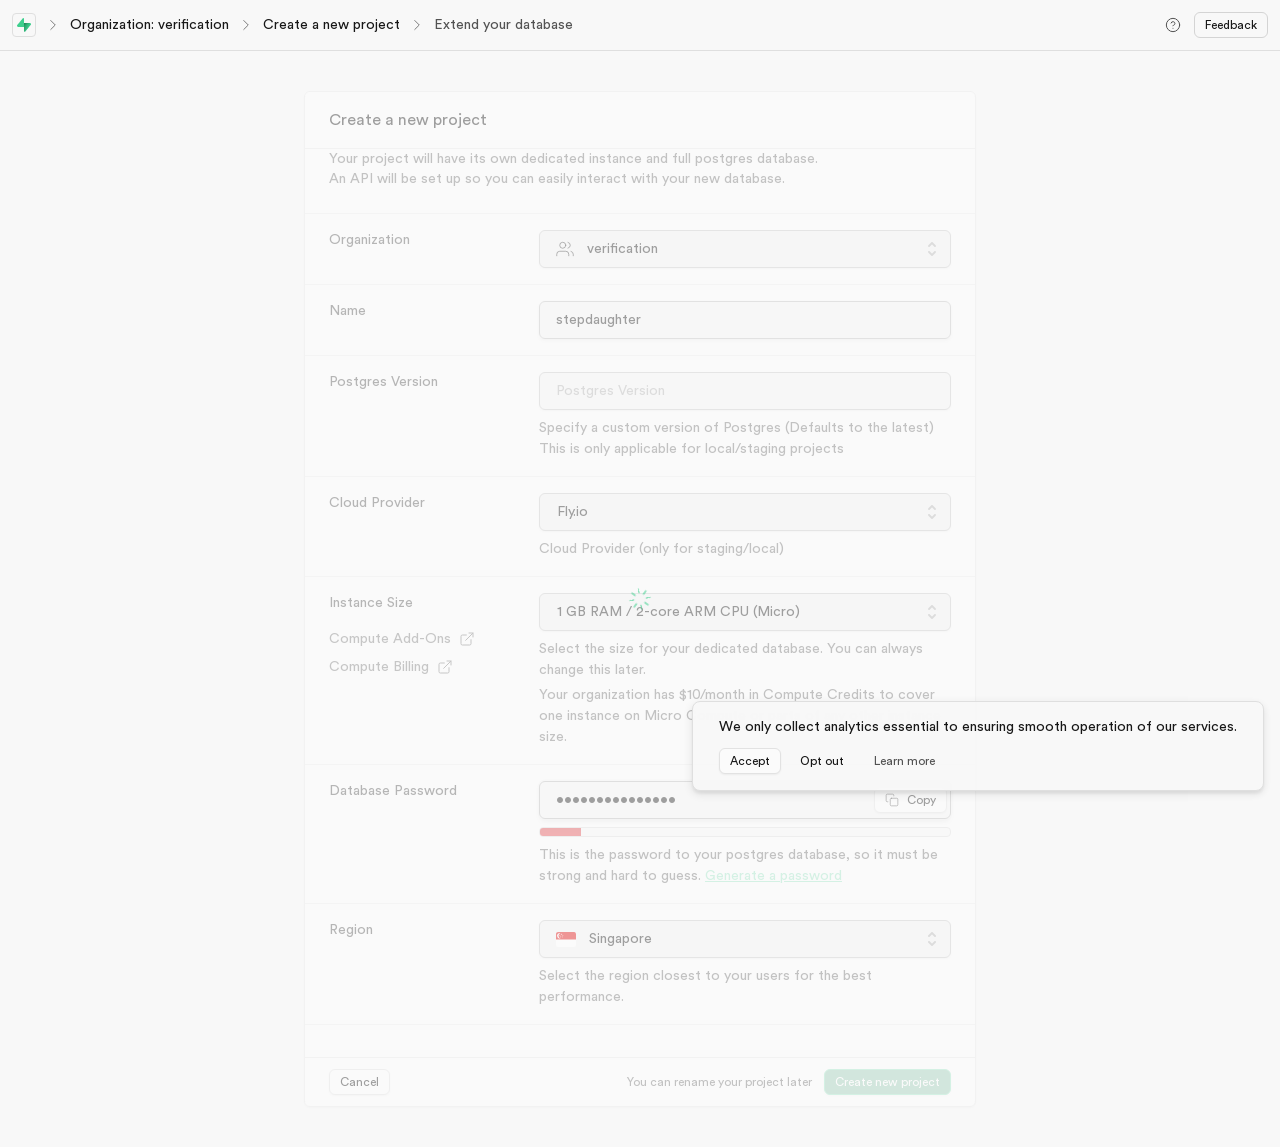 Organization: verification
Create a new project
Extend your database
Feedback
Create a new project
Your project will have its own dedicated instance and full postgres database.
An API will be set up so you can easily interact with your new database.
Organization
verification
Name
stepdaughter
Postgres Version
Postgres Version
Specify a custom version of Postgres (Defaults to the latest)
This is only applicable for local/staging projects
Cloud Provider
Fly.io
Cloud Provider (only for staging/local)
Instance Size
1 GB RAM / 2-core ARM CPU (Micro)
Compute Add-Ons
Compute Billing
Select the size for your dedicated database. You can always
change this later.
Your organization has $10/month in Compute Credits to cover
one instance on Micro
size.
We only collect analytics essential to ensuring smooth operation of our services.
Accept
Opt out
Learn more
Database Password
●●●●●●●●●●●●●●●
Copy
This is the password to your postgres database, so it must be
strong and hard to guess. Generate a password
Region
Singapore
Select the region closest to your users for the best
performance.
Cancel
You can rename your project later
Create new project